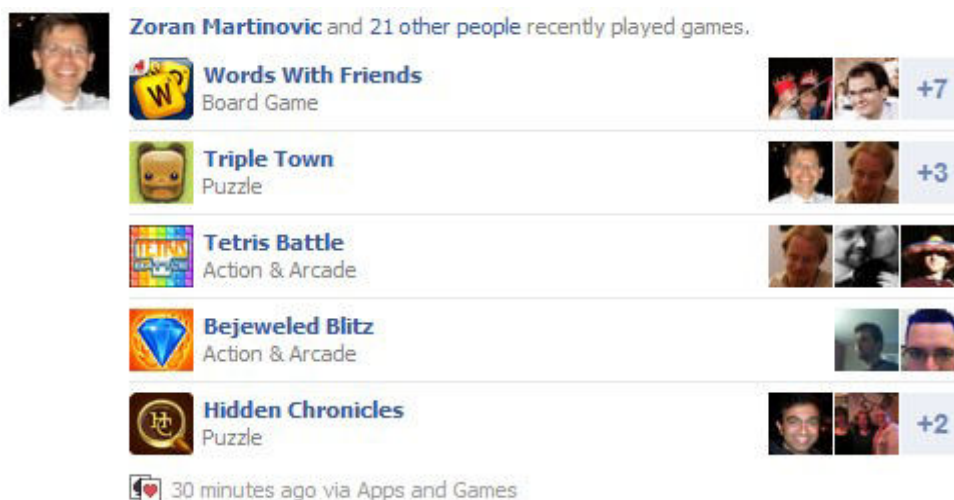 Zoran Martinovic and 21 other people recently played games.
W
Words With Friends
Board Game
+7
Triple Town
Puzzle
+3
TETRIS
Tetris Battle
Action & Arcade
Bejeweled Blitz
Action & Arcade
HC
Hidden Chronicles
Puzzle
+2
30 minutes ago via Apps and Games